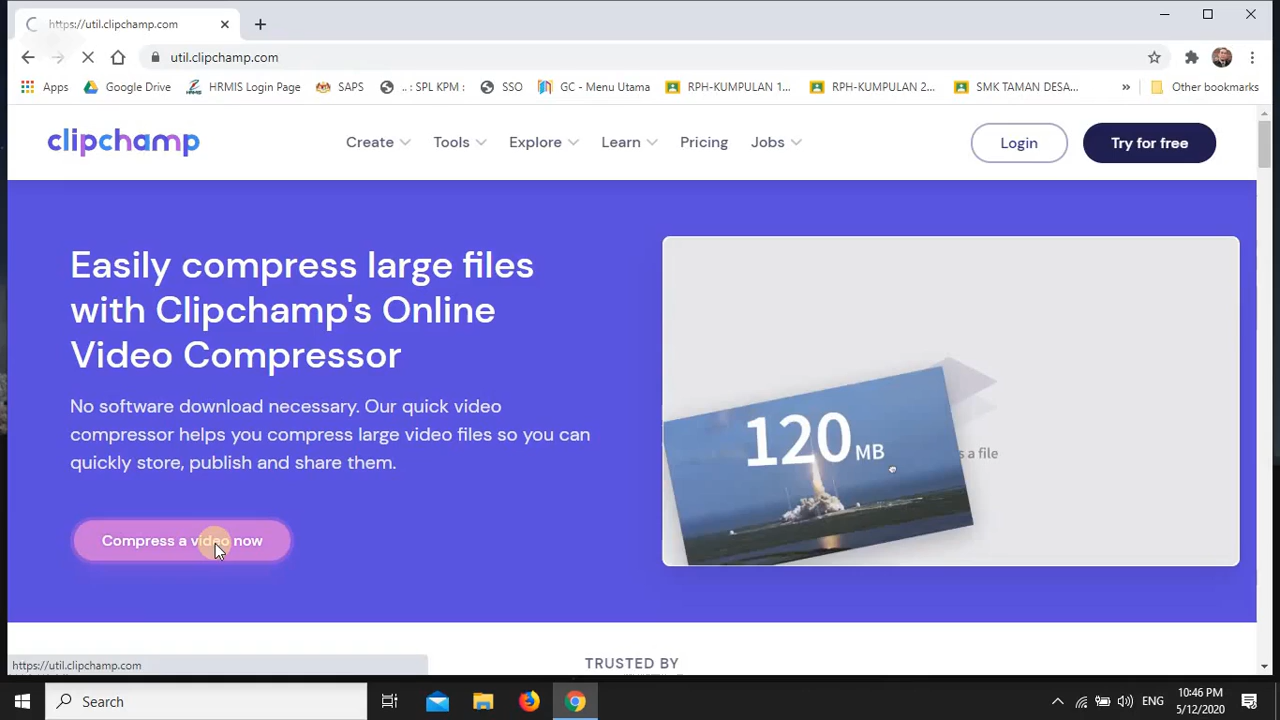 https://util.clipchamp.com
util.clipchamp.com
Apps
Google Drive
HRMIS Login Page
SAPS
.. : SPL KPM :
SSO
GC - Menu Utama
RPH-KUMPULAN 1...
RPH-KUMPULAN 2...
SMK TAMAN DESA...
»
Other bookmarks
clipchamp
Create
Tools
Explore
Learn
Pricing
Jobs
Login
Try for free
Easily compress large files
with Clipchamp's Online
Video Compressor
No software download necessary. Our quick video
compressor helps you compress large video files so you can
quickly store, publish and share them.
Compress a video now
120 MB
s a file
TRUSTED BY
https://util.clipchamp.com
Search
ENG
10:46 PM
5/12/2020